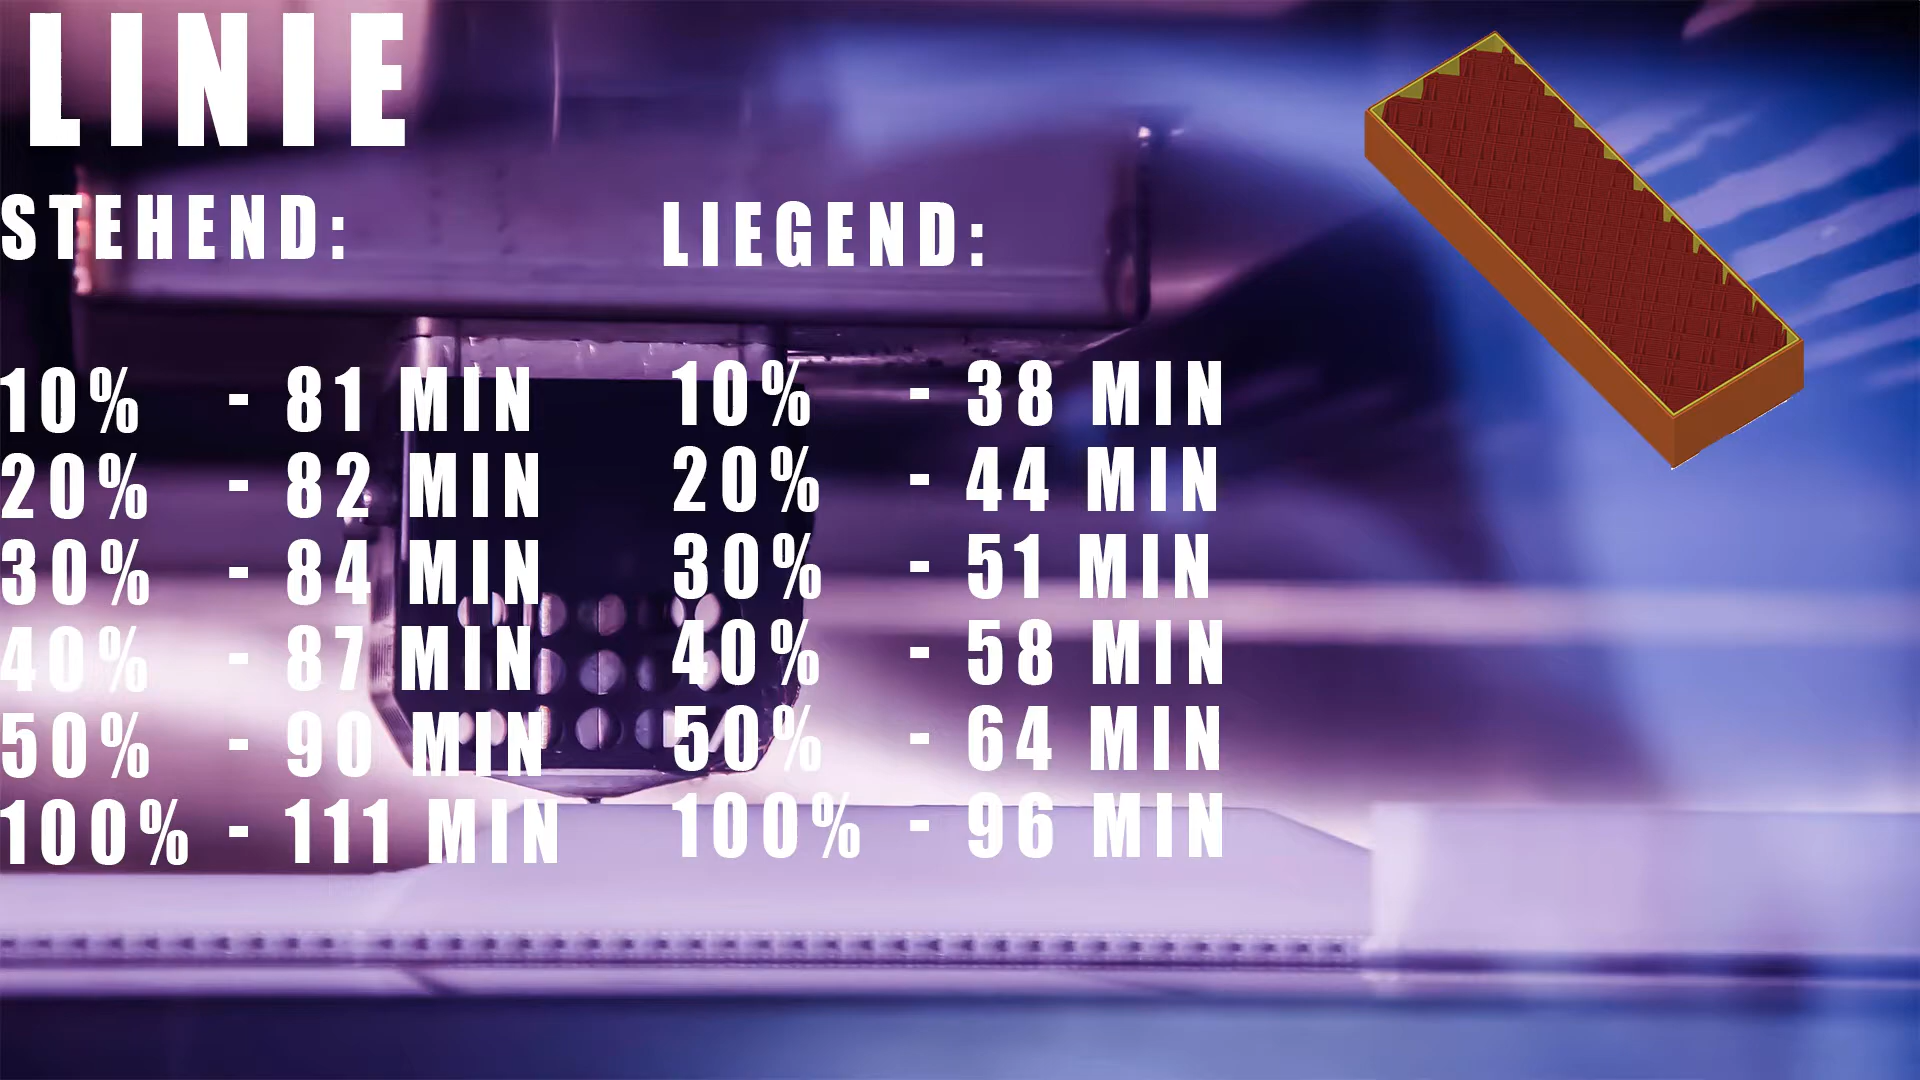 LINIE
STEHEND:
10% - 81 MIN
20% - 82 MIN
30% - 84 MIN
40% - 87 MIN
50% - 90 MIN
100% - 111 MIN
LIEGEND:
10% - 38 MIN
20% - 44 MIN
30% - 51 MIN
40% - 58 MIN
50% - 64 MIN
100% - 96 MIN